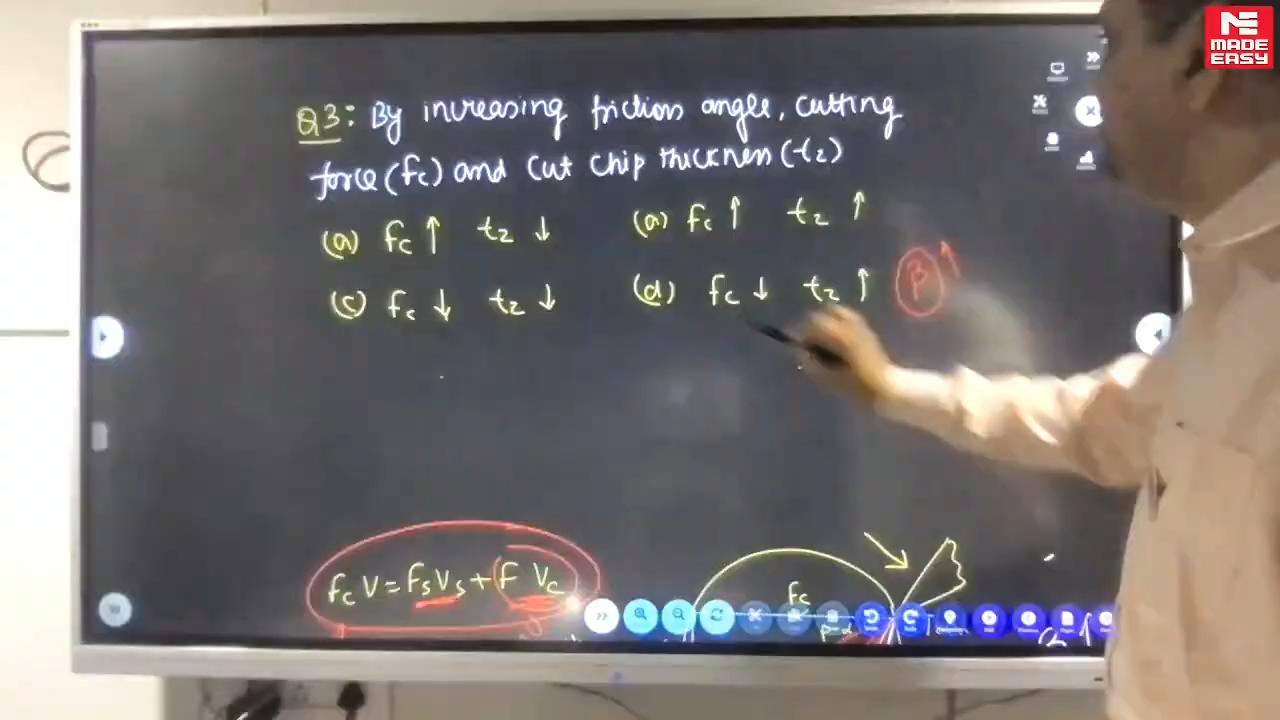 MADE
EASY
Q3: By increasing friction angle, cutting
force (fc) and Cut chip thickness (t2)
(a) fc ↑ t2 ↓ (a) fc ↑ t2 ↑
(c) fc ↓ t2 ↓ (d) fc ↓ t2 ↑ β ↑
fc V = fs Vs + f Vc
fc